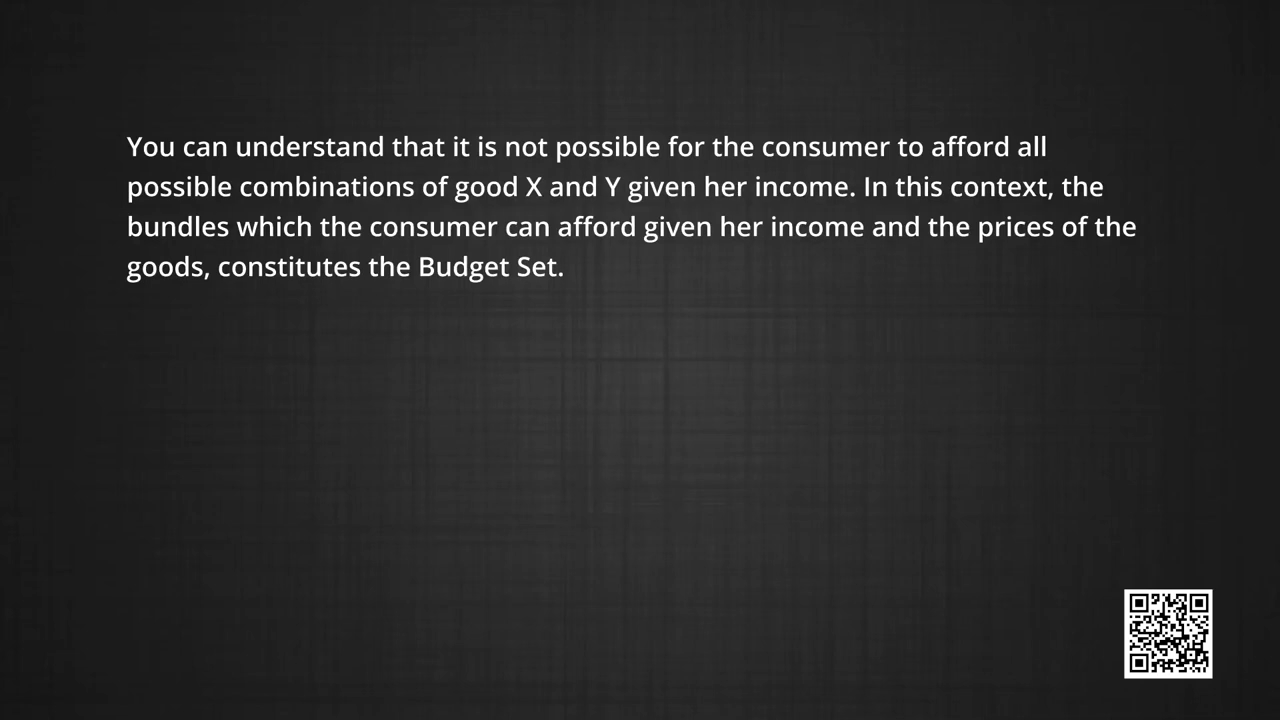 You can understand that it is not possible for the consumer to afford all
possible combinations of good X and Y given her income. In this context, the
bundles which the consumer can afford given her income and the prices of the
goods, constitutes the Budget Set.